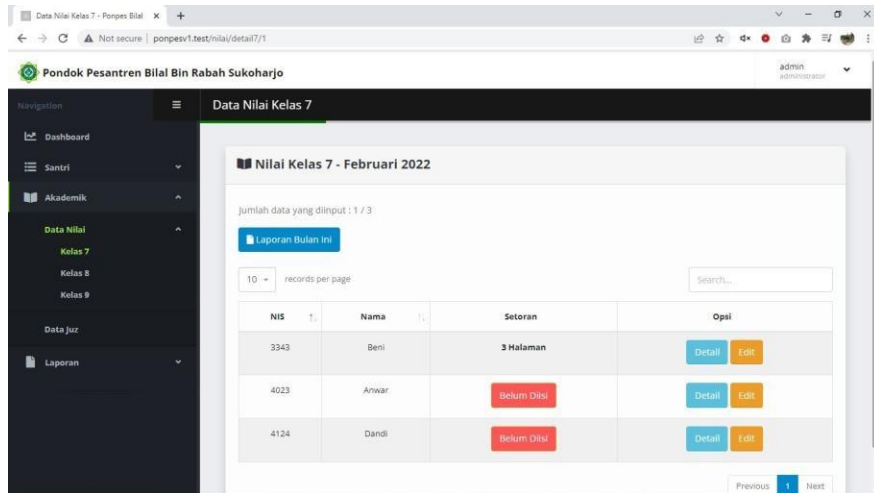 Data Nilai Kelas 7 - Ponpes Bilal
Not secure | ponpesv1.test/nilai/detail7/1
Pondok Pesantren Bilal Bin Rabah Sukoharjo
admin
administrator
Navigation
Data Nilai Kelas 7
Dashboard
Santri
Akademik
Data Nilai
Kelas 7
Kelas 8
Kelas 9
Data Juz
Laporan
Nilai Kelas 7 - Februari 2022
Jumlah data yang diinput : 1 / 3
Laporan Bulan Ini
10 records per page
Search...
NIS Nama Setoran Opsi
3343 Beni 3 Halaman Detail Edit
4023 Anwar Belum Diisi Detail Edit
4124 Dandi Belum Diisi Detail Edit
Previous 1 Next